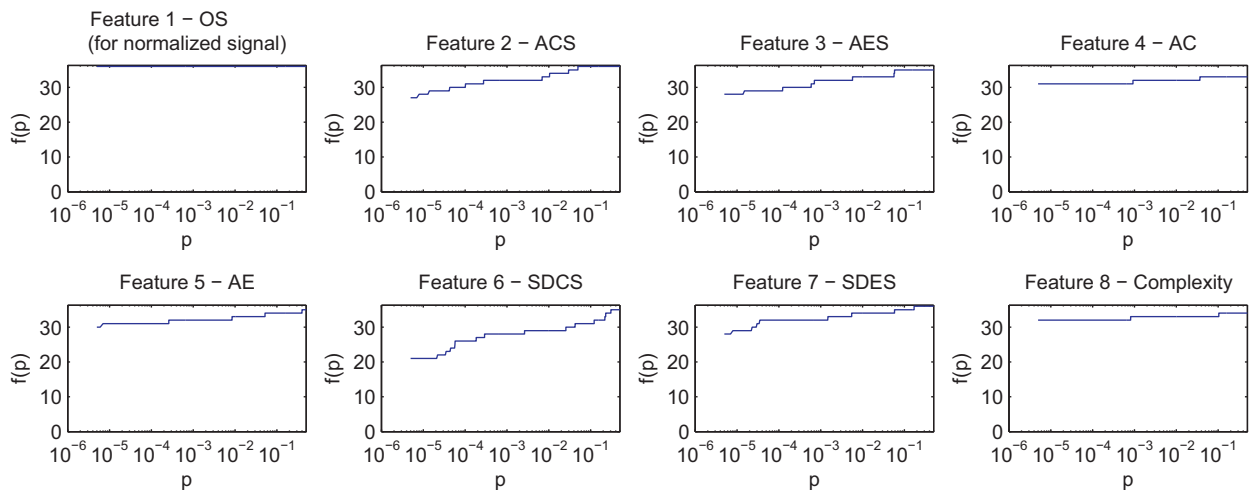 Feature 1 − OS
(for normalized signal)
Feature 2 − ACS
Feature 3 − AES
Feature 4 − AC
f(p)
30
20
10
0
10−6 10−5 10−4 10−3 10−2 10−1
p
f(p)
30
20
10
0
10−6 10−5 10−4 10−3 10−2 10−1
p
f(p)
30
20
10
0
10−6 10−5 10−4 10−3 10−2 10−1
p
f(p)
30
20
10
0
10−6 10−5 10−4 10−3 10−2 10−1
p
Feature 5 − AE
Feature 6 − SDCS
Feature 7 − SDES
Feature 8 − Complexity
f(p)
30
20
10
0
10−6 10−5 10−4 10−3 10−2 10−1
p
f(p)
30
20
10
0
10−6 10−5 10−4 10−3 10−2 10−1
p
f(p)
30
20
10
0
10−6 10−5 10−4 10−3 10−2 10−1
p
f(p)
30
20
10
0
10−6 10−5 10−4 10−3 10−2 10−1
p